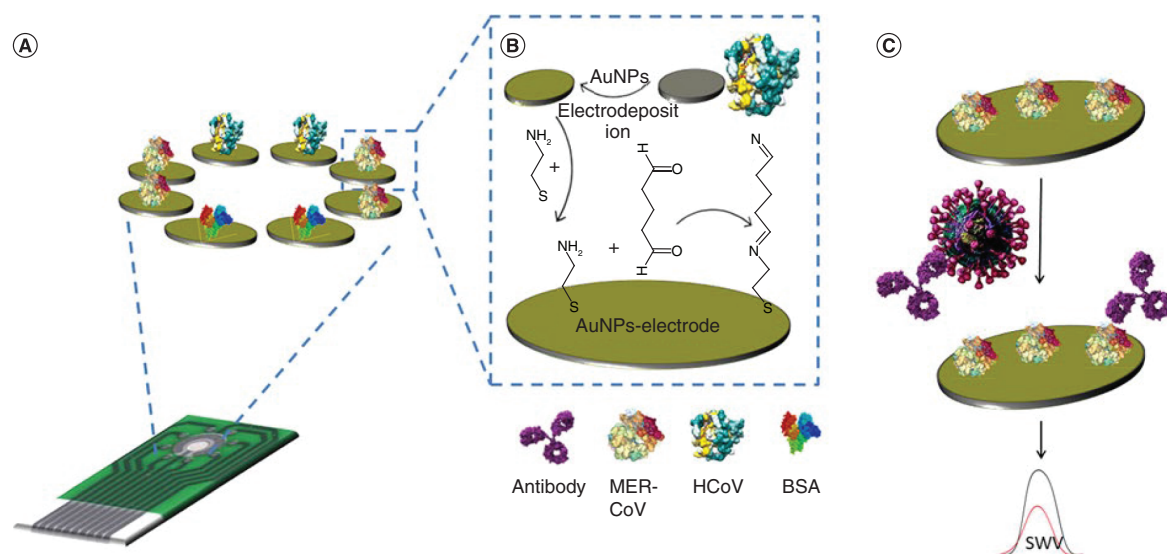 A
B
AuNPs
Electrodeposit
ion
NH2
+
S
H
O
O
H
N
NH2
+
S
N
S
AuNPs-electrode
Antibody
MER-
CoV
HCoV
BSA
C
SWV